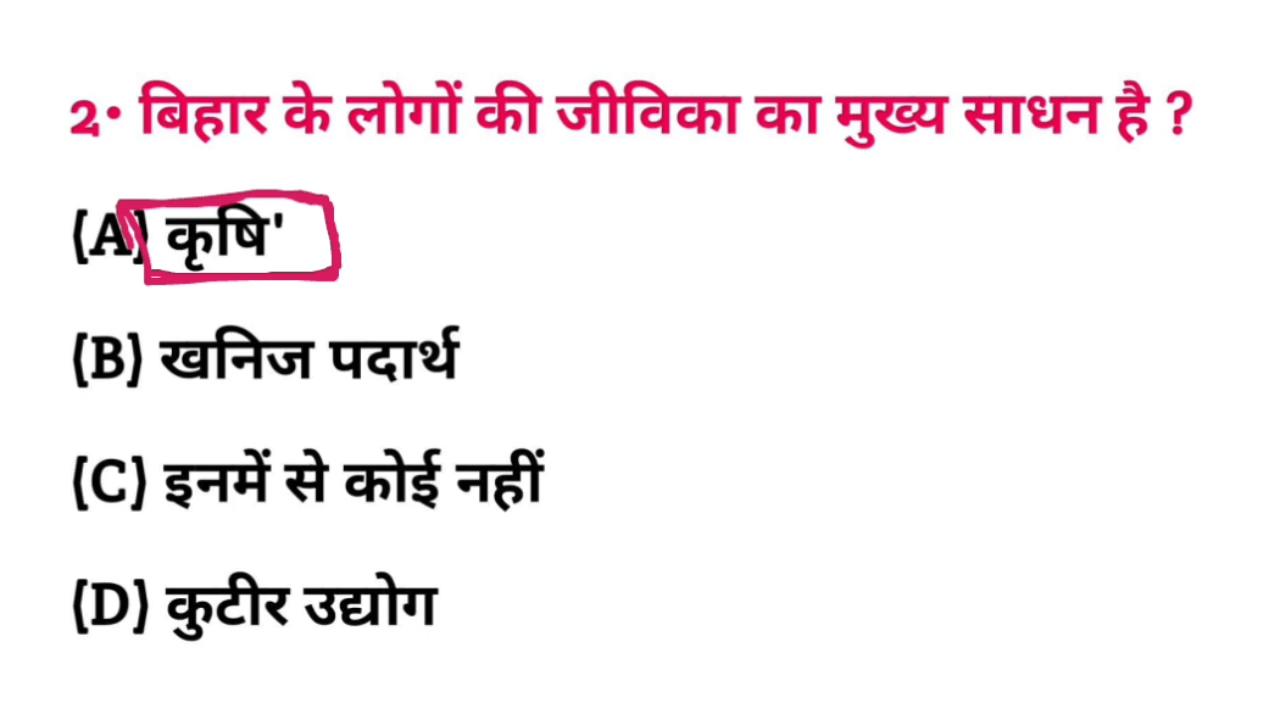 2• बिहार के लोगों की जीविका का मुख्य साधन है ?
(A) कृषि'
(B) खनिज पदार्थ
(C) इनमें से कोई नहीं
(D) कुटीर उद्योग